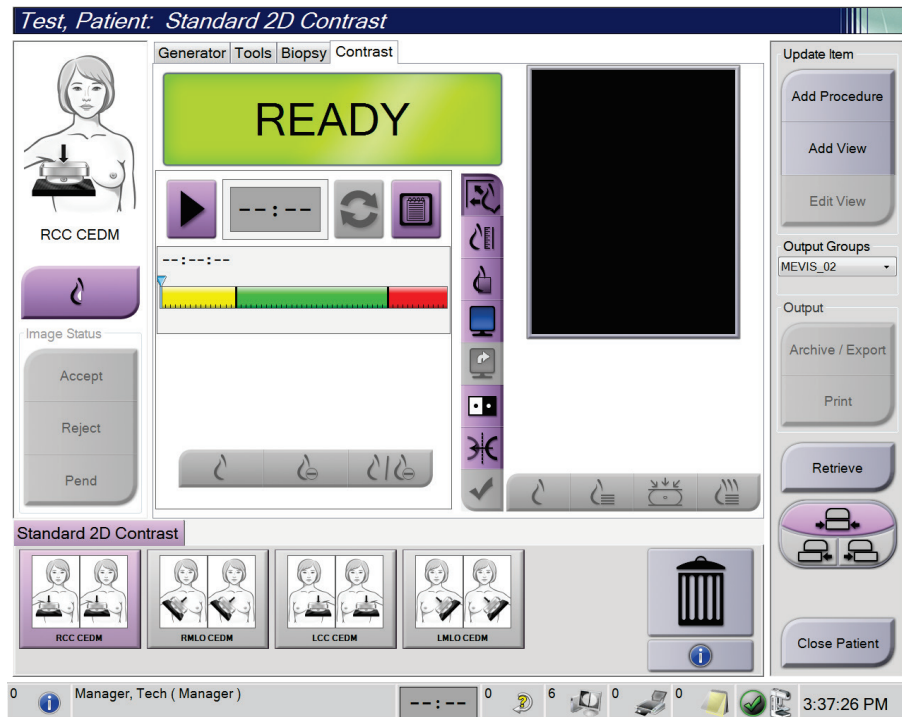 Test, Patient: Standard 2D Contrast
Generator Tools Biopsy Contrast
READY
--:--
--:--:--
RCC CEDM
Image Status
Accept
Reject
Pend
Update Item
Add Procedure
Add View
Edit View
Output Groups
MEVIS_02
Output
Archive / Export
Print
Retrieve
Close Patient
Standard 2D Contrast
RCC CEDM
RMLO CEDM
LCC CEDM
LMLO CEDM
0 Manager, Tech ( Manager ) --:-- 0 6 0 0 3:37:26 PM